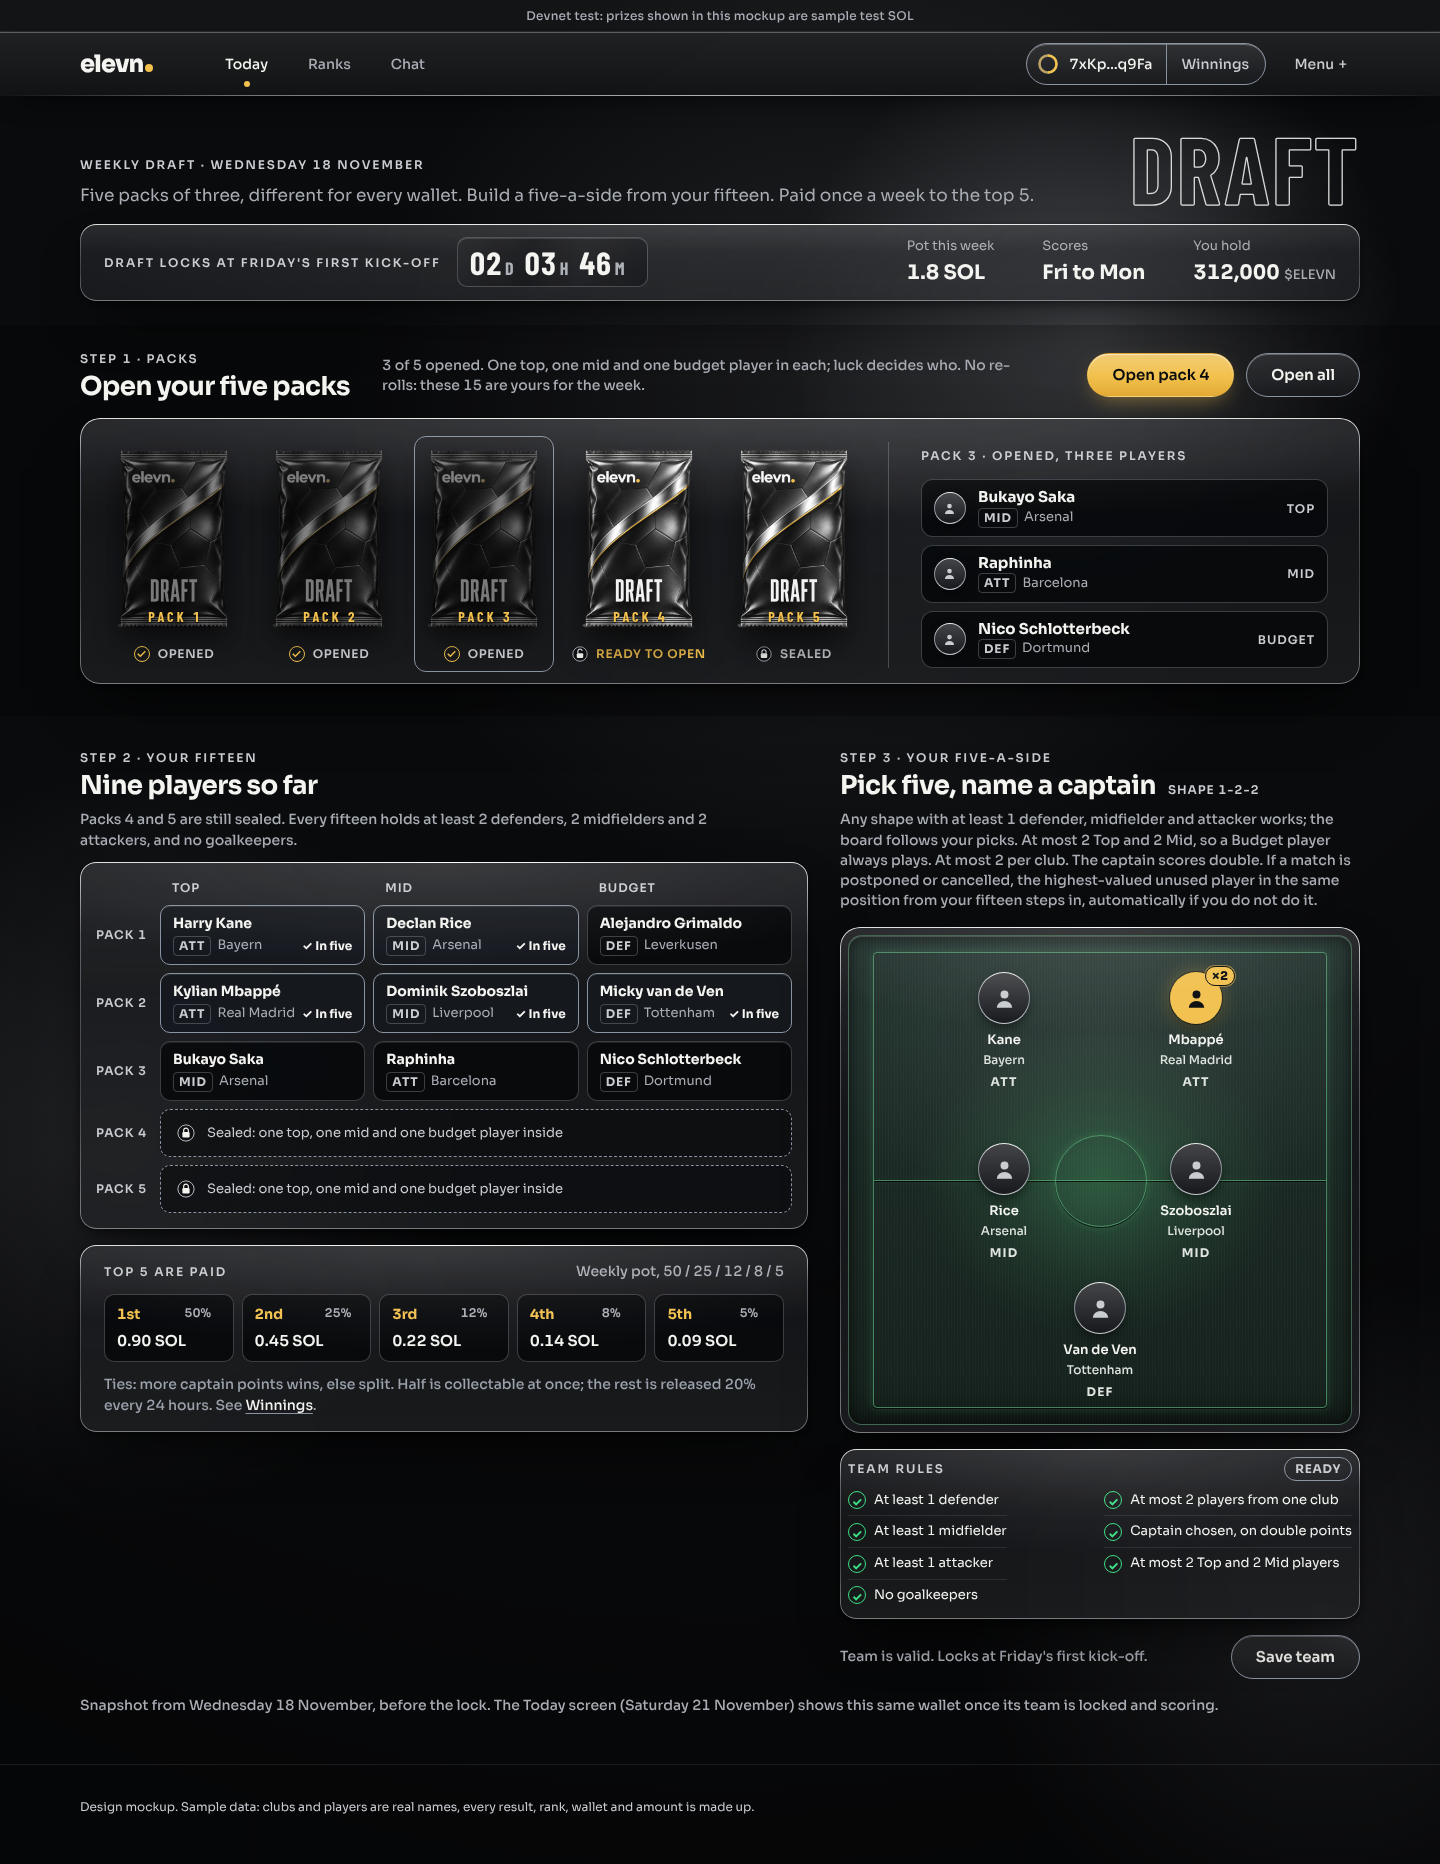 Devnet test: prizes shown in this mockup are sample test SOL
elevn.
Today
Ranks
Chat
7xKp...q9Fa
Winnings
Menu +
WEEKLY DRAFT · WEDNESDAY 18 NOVEMBER
Five packs of three, different for every wallet. Build a five-a-side from your fifteen. Paid once a week to the top 5.
DRAFT
DRAFT LOCKS AT FRIDAY'S FIRST KICK-OFF
02D 03H 46M
Pot this week
1.8 SOL
Scores
Fri to Mon
You hold
312,000 $ELEVN
STEP 1 · PACKS
Open your five packs
3 of 5 opened. One top, one mid and one budget player in each; luck decides who. No re-
rolls: these 15 are yours for the week.
Open pack 4
Open all
elevn.
DRAFT
PACK 1
OPENED
elevn.
DRAFT
PACK 2
OPENED
elevn.
DRAFT
PACK 3
OPENED
elevn.
DRAFT
PACK 4
READY TO OPEN
elevn.
DRAFT
PACK 5
SEALED
PACK 3 · OPENED, THREE PLAYERS
Bukayo Saka
MID Arsenal
TOP
Raphinha
ATT Barcelona
MID
Nico Schlotterbeck
DEF Dortmund
BUDGET
STEP 2 · YOUR FIFTEEN
Nine players so far
Packs 4 and 5 are still sealed. Every fifteen holds at least 2 defenders, 2 midfielders and 2
attackers, and no goalkeepers.
TOP
MID
BUDGET
PACK 1
Harry Kane
ATT Bayern ✓ In five
Declan Rice
MID Arsenal ✓ In five
Alejandro Grimaldo
DEF Leverkusen
PACK 2
Kylian Mbappé
ATT Real Madrid ✓ In five
Dominik Szoboszlai
MID Liverpool ✓ In five
Micky van de Ven
DEF Tottenham ✓ In five
PACK 3
Bukayo Saka
MID Arsenal
Raphinha
ATT Barcelona
Nico Schlotterbeck
DEF Dortmund
PACK 4
Sealed: one top, one mid and one budget player inside
PACK 5
Sealed: one top, one mid and one budget player inside
TOP 5 ARE PAID
Weekly pot, 50 / 25 / 12 / 8 / 5
1st 50%
0.90 SOL
2nd 25%
0.45 SOL
3rd 12%
0.22 SOL
4th 8%
0.14 SOL
5th 5%
0.09 SOL
Ties: more captain points wins, else split. Half is collectable at once; the rest is released 20%
every 24 hours. See Winnings.
STEP 3 · YOUR FIVE-A-SIDE
Pick five, name a captain
SHAPE 1-2-2
Any shape with at least 1 defender, midfielder and attacker works; the
board follows your picks. At most 2 Top and 2 Mid, so a Budget player
always plays. At most 2 per club. The captain scores double. If a match is
postponed or cancelled, the highest-valued unused player in the same
position from your fifteen steps in, automatically if you do not do it.
Kane
Bayern
ATT
×2
Mbappé
Real Madrid
ATT
Rice
Arsenal
MID
Szoboszlai
Liverpool
MID
Van de Ven
Tottenham
DEF
TEAM RULES
READY
At least 1 defender
At least 1 midfielder
At least 1 attacker
No goalkeepers
At most 2 players from one club
Captain chosen, on double points
At most 2 Top and 2 Mid players
Team is valid. Locks at Friday's first kick-off.
Save team
Snapshot from Wednesday 18 November, before the lock. The Today screen (Saturday 21 November) shows this same wallet once its team is locked and scoring.
Design mockup. Sample data: clubs and players are real names, every result, rank, wallet and amount is made up.